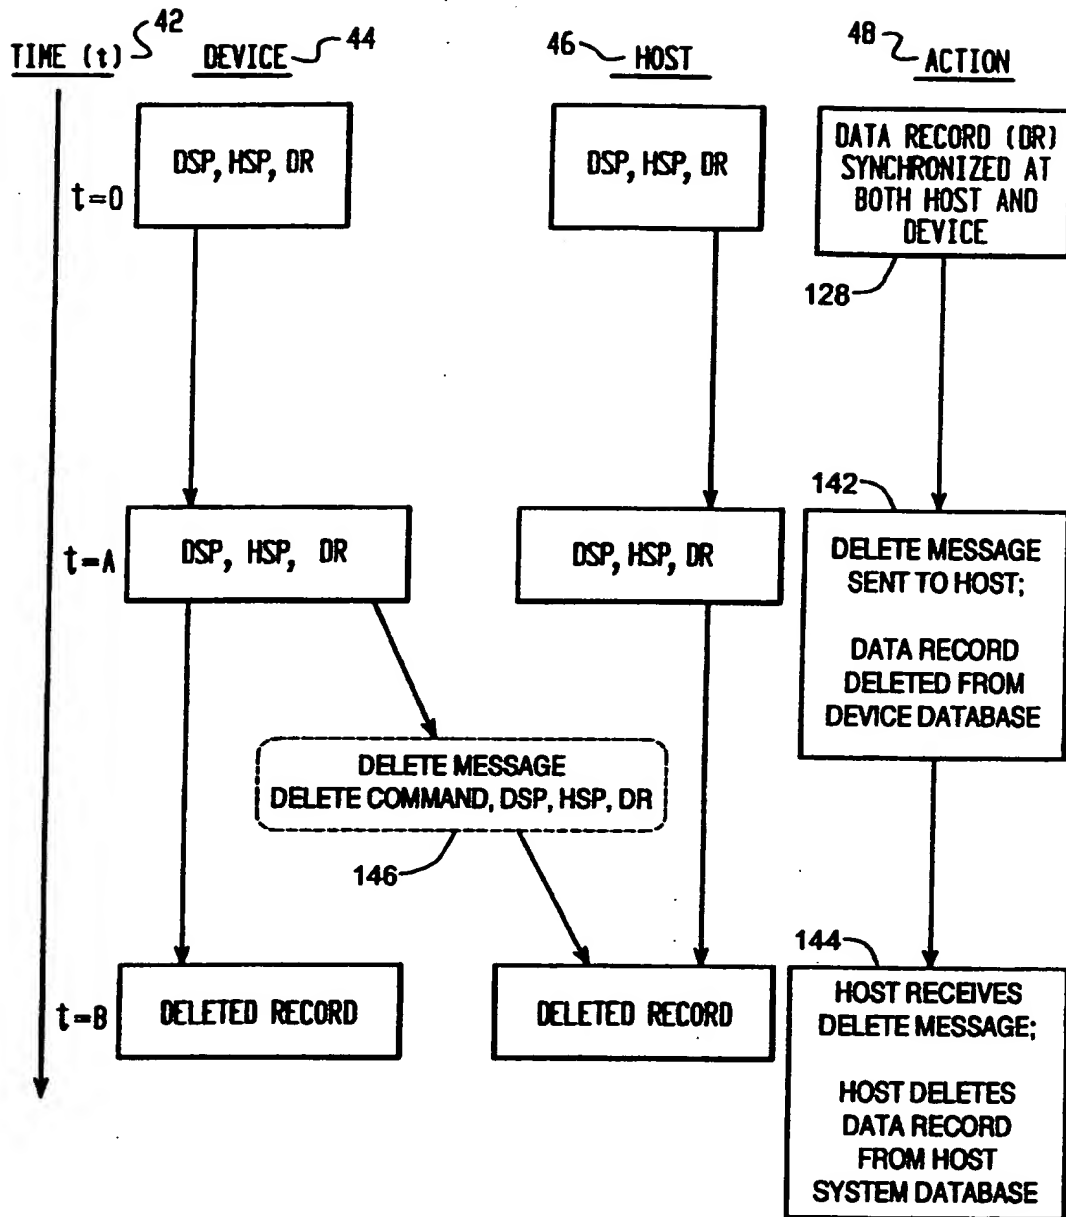 TIME (t) 42 DEVICE 44 46 HOST 48 ACTION
t=0
DSP, HSP, DR
DSP, HSP, DR
DATA RECORD (DR)
SYNCHRONIZED AT
BOTH HOST AND
DEVICE
128
t=A
DSP, HSP, DR
DSP, HSP, DR
142
DELETE MESSAGE
SENT TO HOST;
DATA RECORD
DELETED FROM
DEVICE DATABASE
DELETE MESSAGE
DELETE COMMAND, DSP, HSP, DR
146
t=B
DELETED RECORD
DELETED RECORD
144
HOST RECEIVES
DELETE MESSAGE;
HOST DELETES
DATA RECORD
FROM HOST
SYSTEM DATABASE